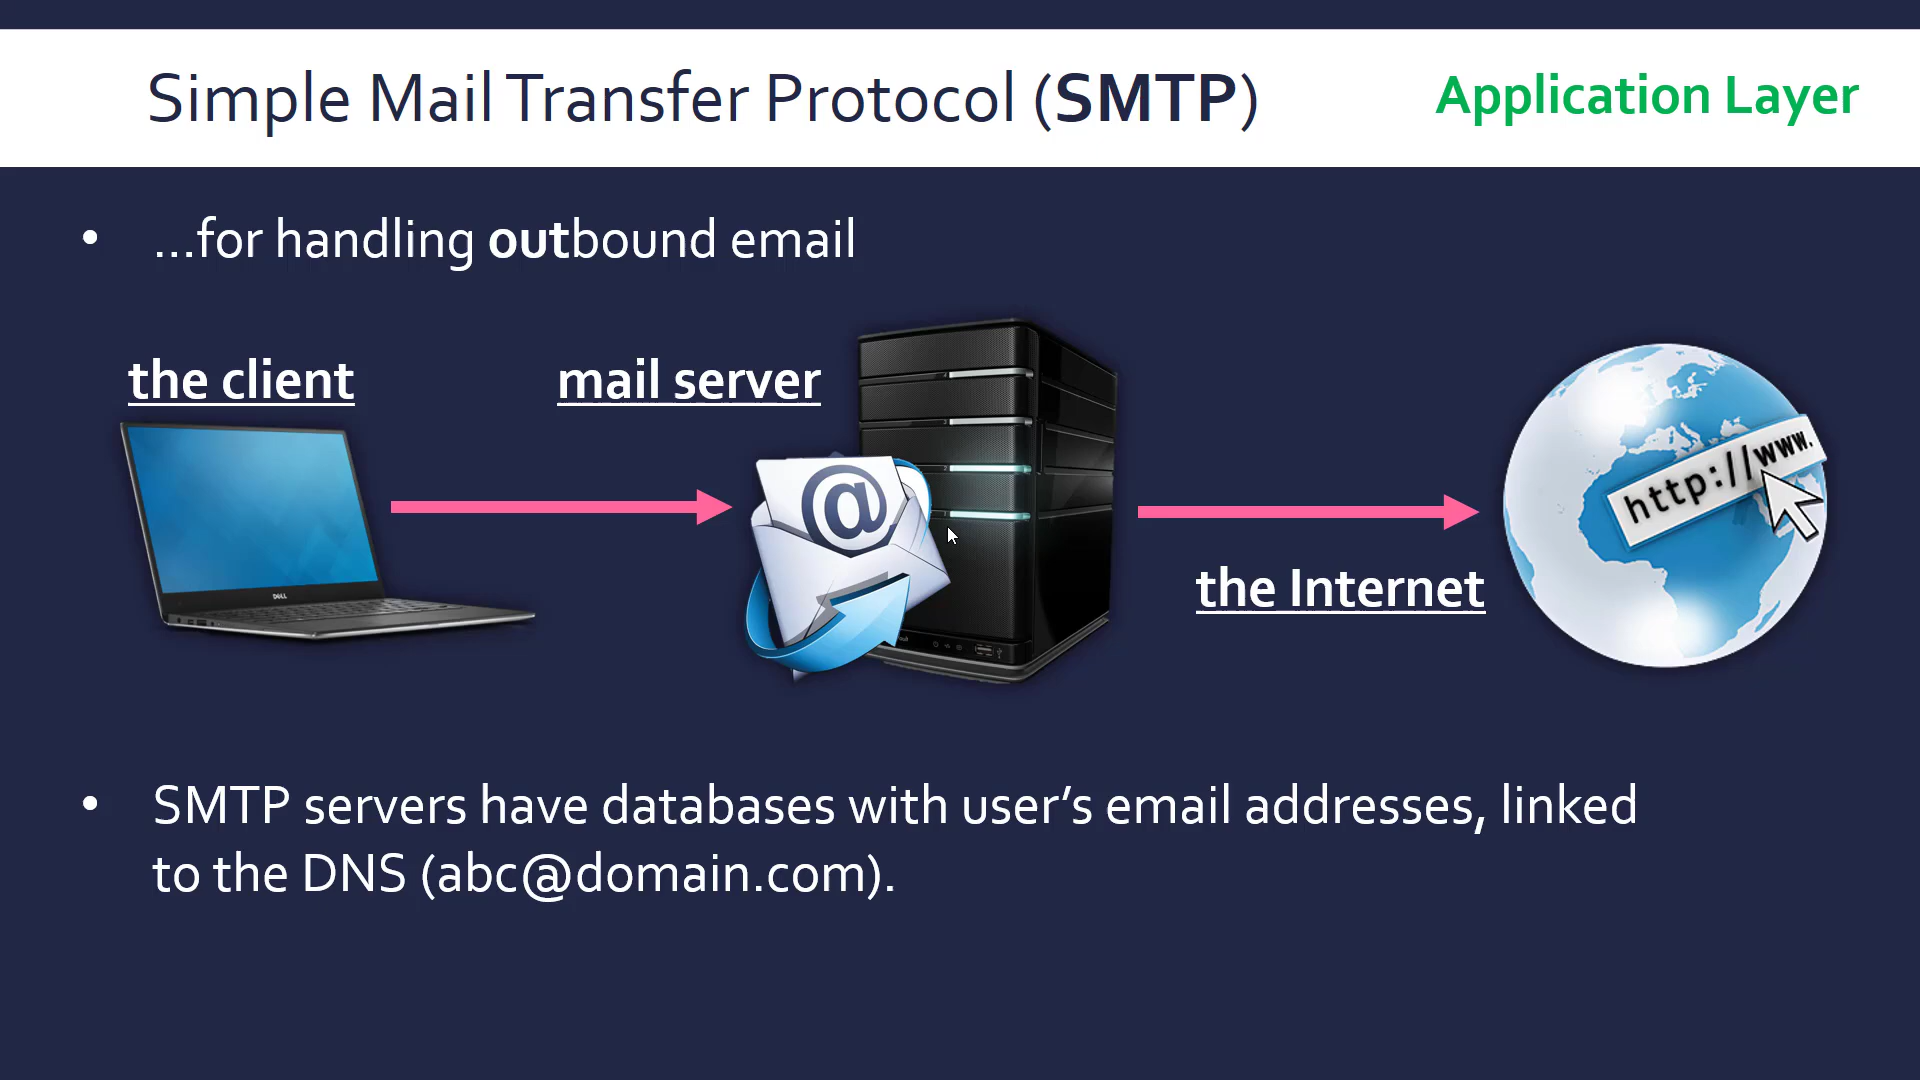 Simple Mail Transfer Protocol (SMTP)
Application Layer
• ...for handling outbound email
the client
mail server
@
http://www.
DELL
the Internet
• SMTP servers have databases with user’s email addresses, linked
to the DNS (abc@domain.com).